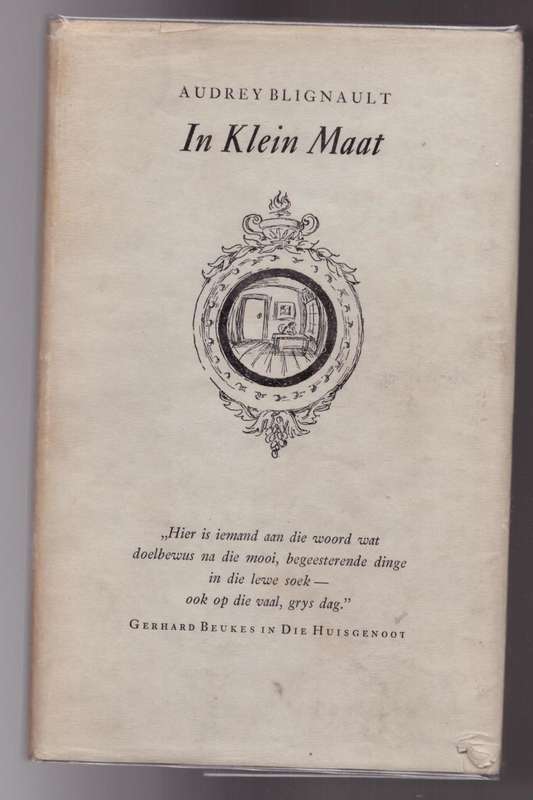 AUDREY BLIGNAULT
In Klein Maat
„Hier is iemand aan die woord wat
doelbewus na die mooi, begeesterende dinge
in die lewe soek —
ook op die vaal, grys dag.”
GERHARD BEUKES IN DIE HUISGENOOT